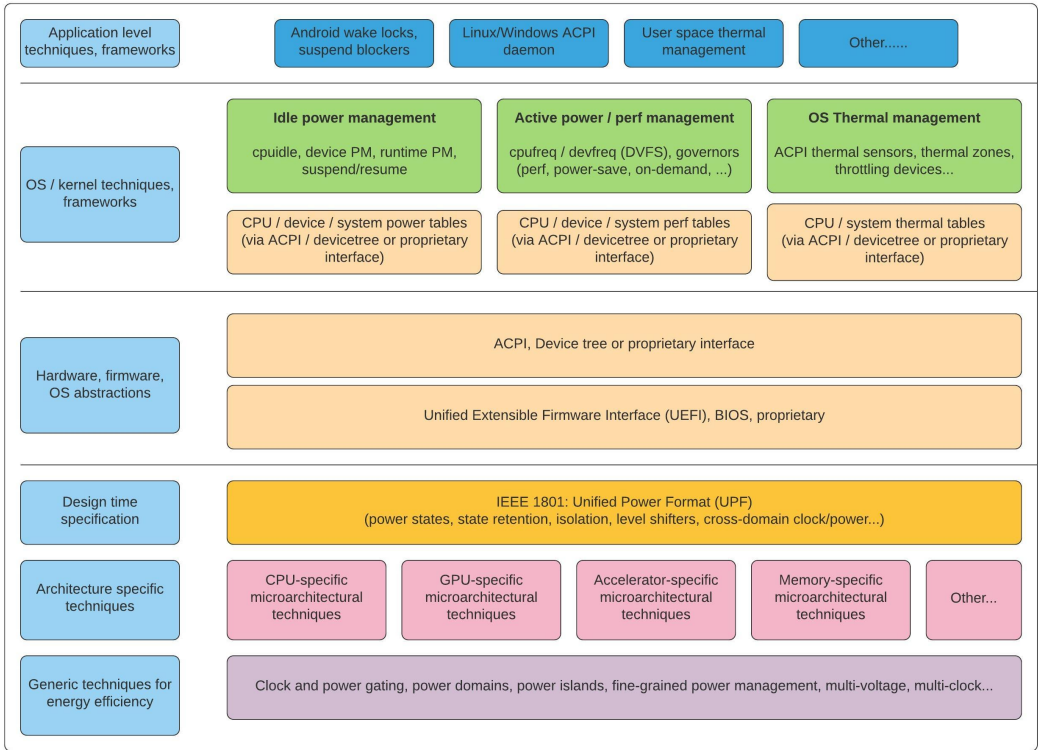 Application level
techniques, frameworks
Android wake locks,
suspend blockers
Linux/Windows ACPI
daemon
User space thermal
management
Other......
OS / kernel techniques,
frameworks
Idle power management
cpuidle, device PM, runtime PM,
suspend/resume
Active power / perf management
cpufreq / devfreq (DVFS), governors
(perf, power-save, on-demand, ...)
OS Thermal management
ACPI thermal sensors, thermal zones,
throttling devices...
CPU / device / system power tables
(via ACPI / devicetree or proprietary
interface)
CPU / device / system perf tables
(via ACPI / devicetree or proprietary
interface)
CPU / system thermal tables
(via ACPI / devicetree or proprietary
interface)
Hardware, firmware,
OS abstractions
ACPI, Device tree or proprietary interface
Unified Extensible Firmware Interface (UEFI), BIOS, proprietary
Design time
specification
IEEE 1801: Unified Power Format (UPF)
(power states, state retention, isolation, level shifters, cross-domain clock/power...)
Architecture specific
techniques
CPU-specific
microarchitectural
techniques
GPU-specific
microarchitectural
techniques
Accelerator-specific
microarchitectural
techniques
Memory-specific
microarchitectural
techniques
Other...
Generic techniques for
energy efficiency
Clock and power gating, power domains, power islands, fine-grained power management, multi-voltage, multi-clock...